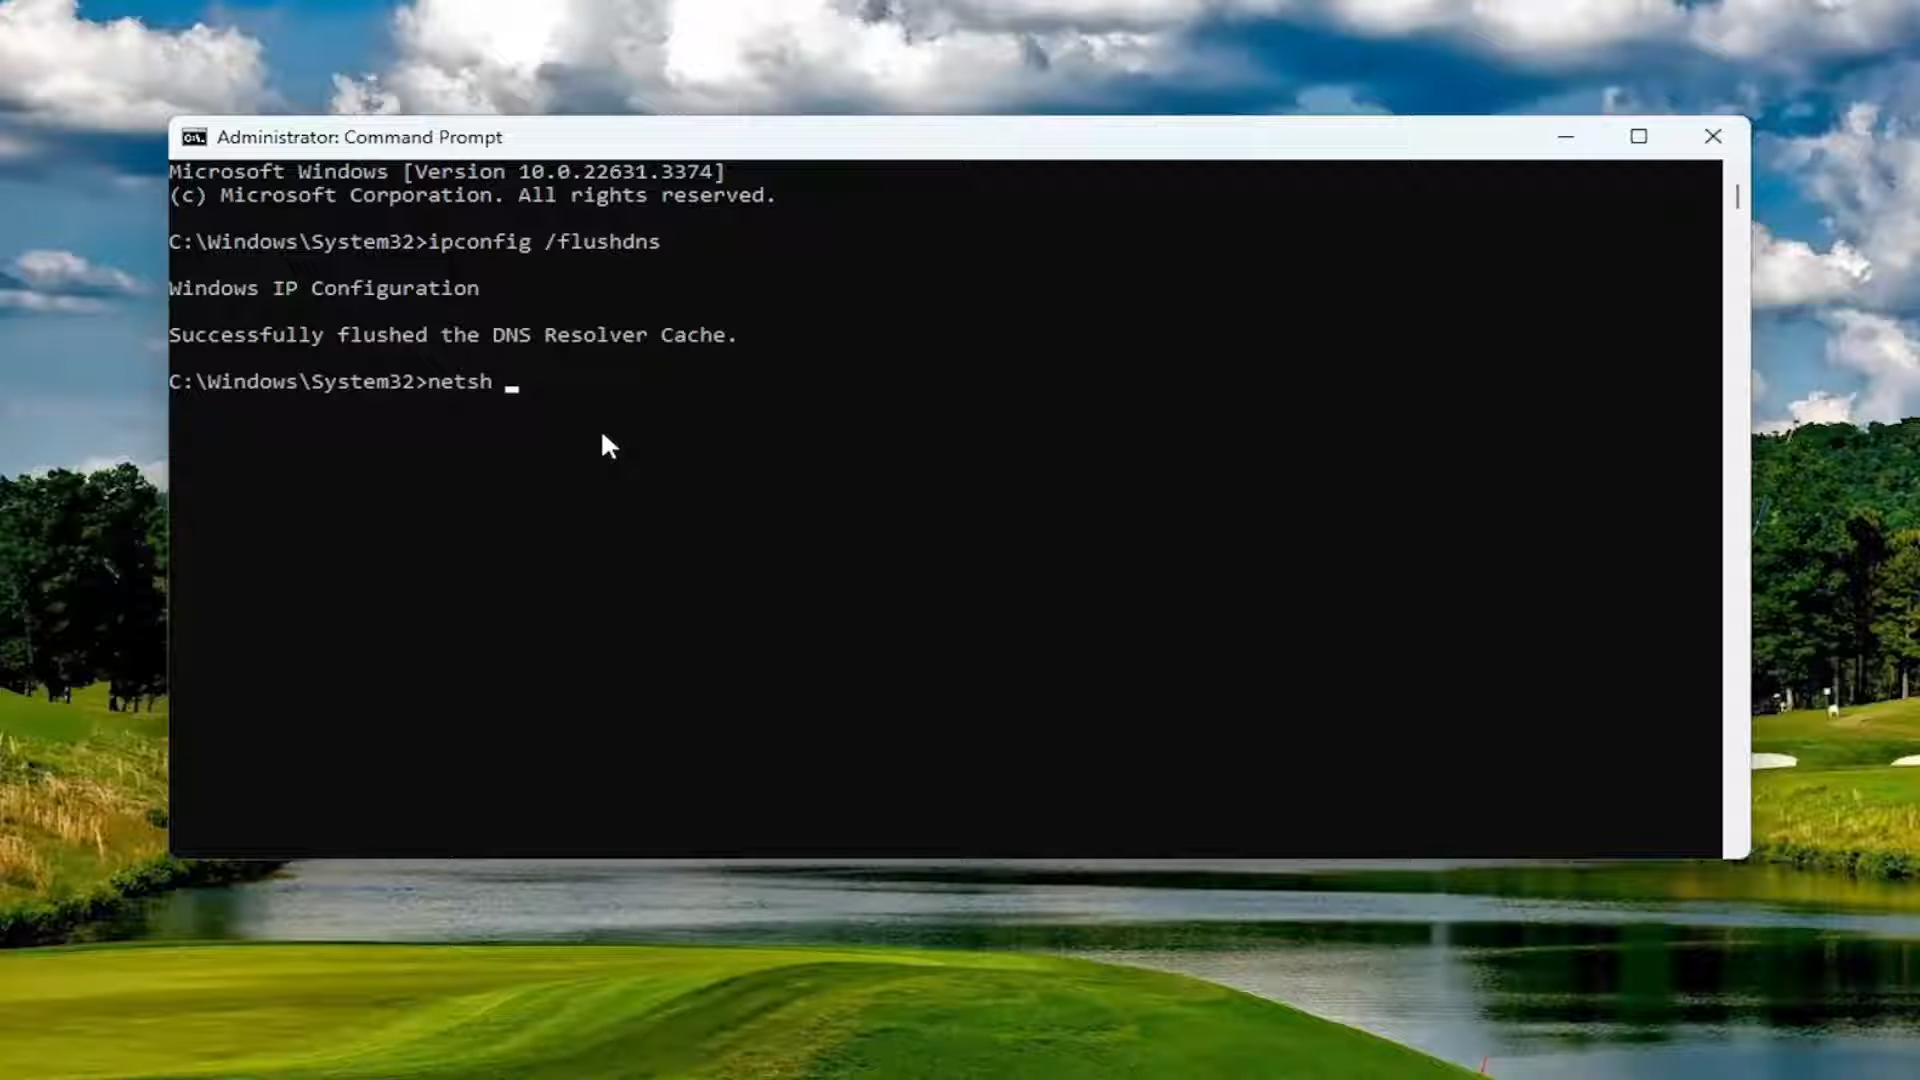 Administrator: Command Prompt
Microsoft Windows [Version 10.0.22631.3374]
(c) Microsoft Corporation. All rights reserved.
C:\Windows\System32>ipconfig /flushdns
Windows IP Configuration
Successfully flushed the DNS Resolver Cache.
C:\Windows\System32>netsh